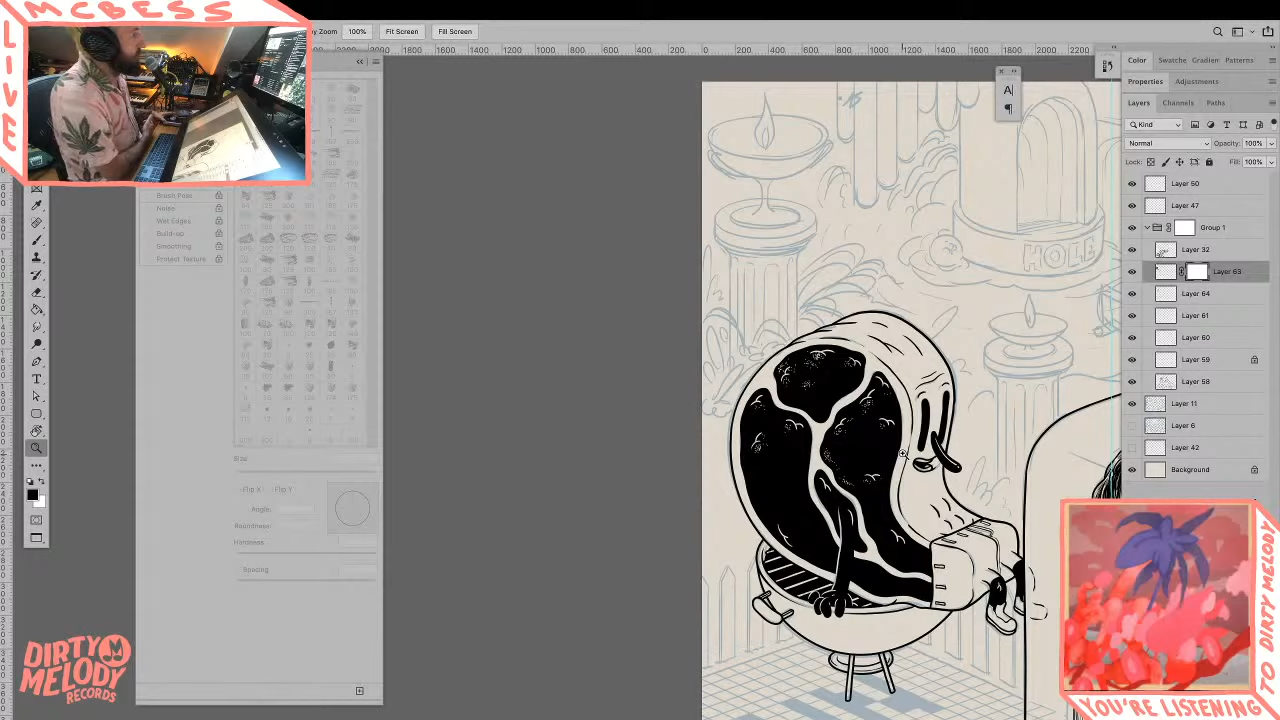 MCBESS
LIVE
by Zoom
100%
Fit Screen
Fill Screen
Brush Pose
Noise
Wet Edges
Build-up
Smoothing
Protect Texture
Size
Flip X
Flip Y
Angle:
Roundness:
Hardness
Spacing
HOLE
Color
Swatche
Gradien
Patterns
Properties
Adjustments
Layers
Channels
Paths
Kind
Normal
Opacity: 100%
Lock:
Fill: 100%
Layer 50
Layer 47
Group 1
Layer 32
Layer 63
Layer 64
Layer 61
Layer 60
Layer 59
Layer 58
Layer 11
Layer 6
Layer 42
Background
DIRTY
MELODY
RECORDS
YOU'RE LISTENING
TO DIRTY MELODY